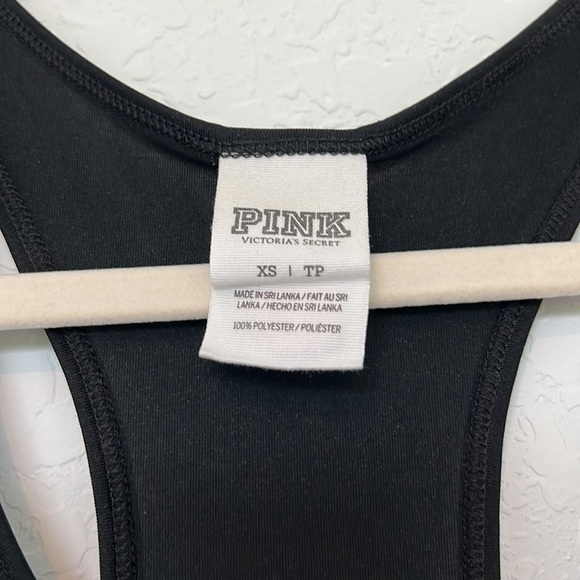 PINK
VICTORIA'S SECRET
XS | TP
MADE IN SRI LANKA / FAIT AU SRI
LANKA / HECHO EN SRI LANKA
100% POLYESTER / POLIÉSTER